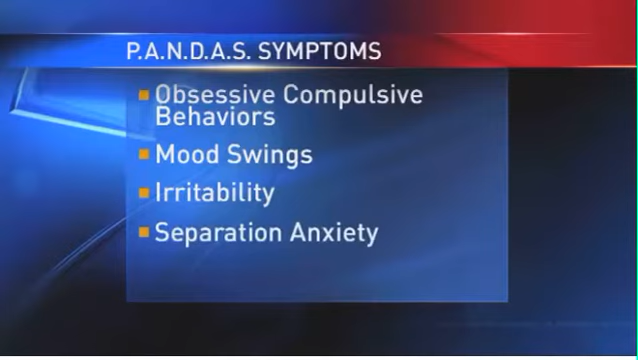 P.A.N.D.A.S. SYMPTOMS
Obsessive Compulsive
Behaviors
Mood Swings
Irritability
Separation Anxiety